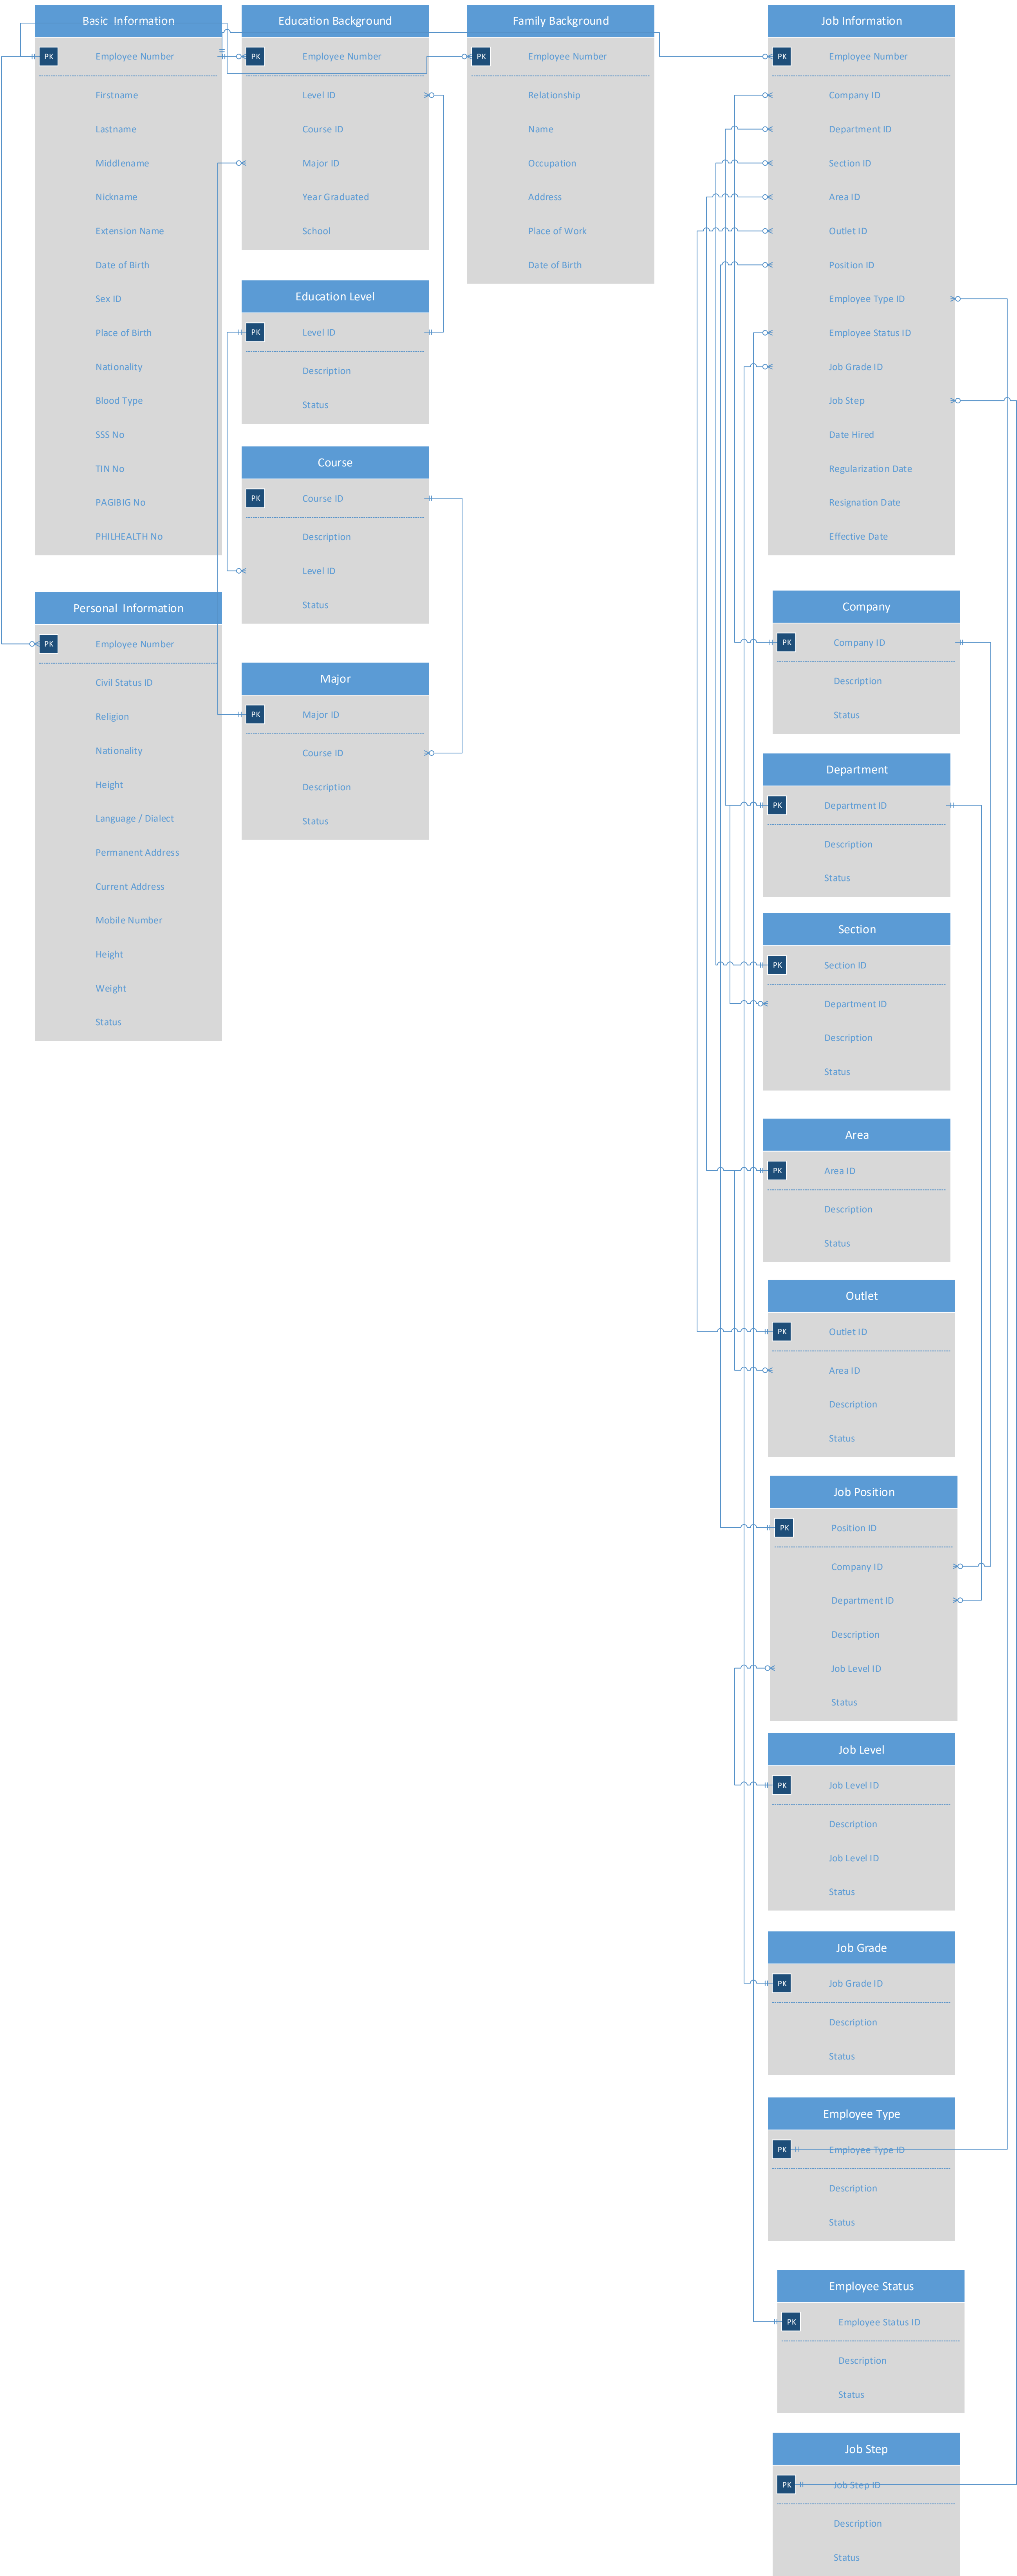 Basic Information
PK Employee Number
Firstname
Lastname
Middlename
Nickname
Extension Name
Date of Birth
Sex ID
Place of Birth
Nationality
Blood Type
SSS No
TIN No
PAGIBIG No
PHILHEALTH No
Personal Information
PK Employee Number
Civil Status ID
Religion
Nationality
Height
Language / Dialect
Permanent Address
Current Address
Mobile Number
Height
Weight
Status
Education Background
PK Employee Number
Level ID
Course ID
Major ID
Year Graduated
School
Education Level
PK Level ID
Description
Status
Course
PK Course ID
Description
Level ID
Status
Major
PK Major ID
Course ID
Description
Status
Family Background
PK Employee Number
Relationship
Name
Occupation
Address
Place of Work
Date of Birth
Job Information
PK Employee Number
Company ID
Department ID
Section ID
Area ID
Outlet ID
Position ID
Employee Type ID
Employee Status ID
Job Grade ID
Job Step
Date Hired
Regularization Date
Resignation Date
Effective Date
Company
PK Company ID
Description
Status
Department
PK Department ID
Description
Status
Section
PK Section ID
Department ID
Description
Status
Area
PK Area ID
Description
Status
Outlet
PK Outlet ID
Area ID
Description
Status
Job Position
PK Position ID
Company ID
Department ID
Description
Job Level ID
Status
Job Level
PK Job Level ID
Description
Job Level ID
Status
Job Grade
PK Job Grade ID
Description
Status
Employee Type
PK Employee Type ID
Description
Status
Employee Status
PK Employee Status ID
Description
Status
Job Step
PK Job Step ID
Description
Status